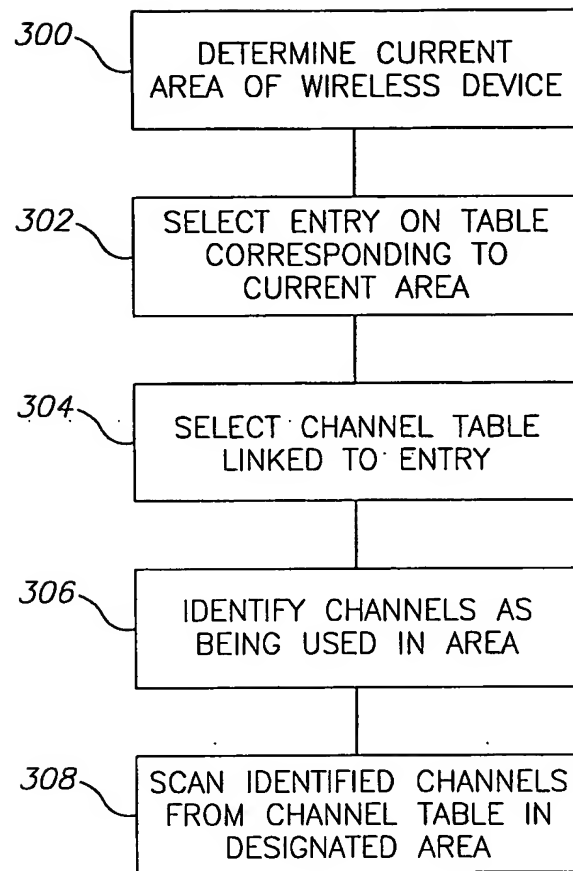 300
DETERMINE CURRENT
AREA OF WIRELESS DEVICE
302
SELECT ENTRY ON TABLE
CORRESPONDING TO
CURRENT AREA
304
SELECT CHANNEL TABLE
LINKED TO ENTRY
306
IDENTIFY CHANNELS AS
BEING USED IN AREA
308
SCAN IDENTIFIED CHANNELS
FROM CHANNEL TABLE IN
DESIGNATED AREA